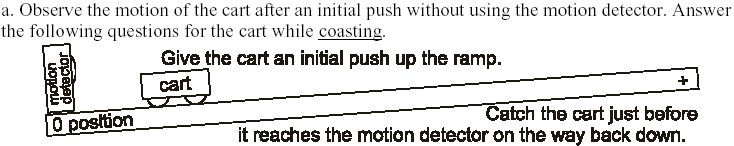 a. Observe the motion of the cart after an initial push without using the motion detector. Answer
the following questions for the cart while coasting.
Give the cart an initial push up the ramp.
motion
detector
cart
+
0 position
Catch the cart just before
it reaches the motion detector on the way back down.